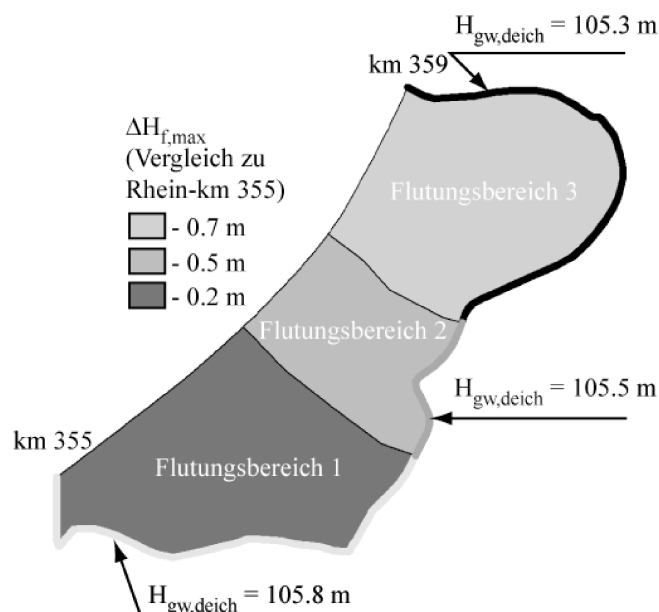 H_gw,deich = 105.3 m
km 359
ΔH_f,max
(Vergleich zu
Rhein-km 355)
- 0.7 m
- 0.5 m
- 0.2 m
Flutungsbereich 3
Flutungsbereich 2
H_gw,deich = 105.5 m
km 355
Flutungsbereich 1
H_gw,deich = 105.8 m